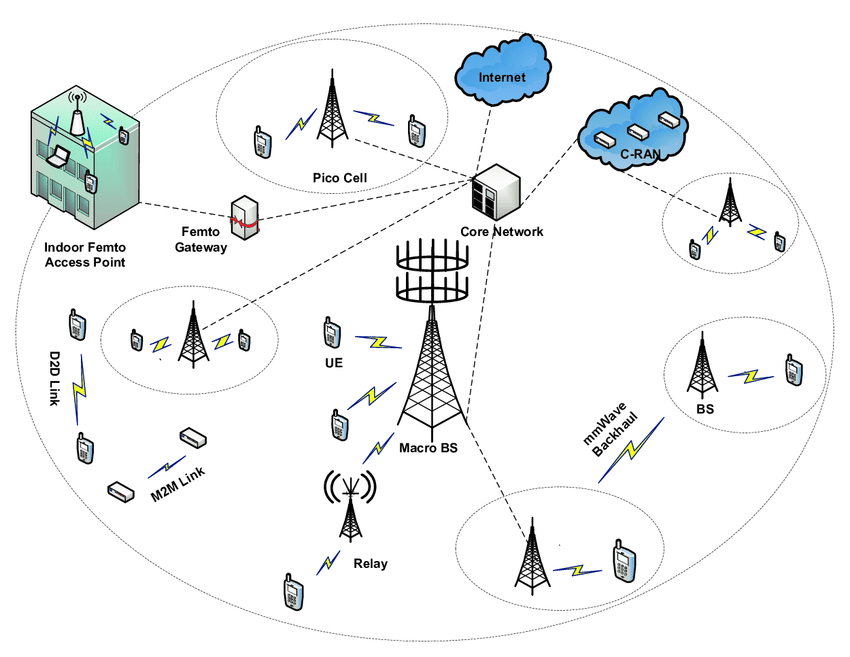 Internet
C-RAN
Pico Cell
Core Network
Femto
Gateway
Indoor Femto
Access Point
D2D Link
UE
BS
mmWave
Backhaul
Macro BS
M2M Link
Relay